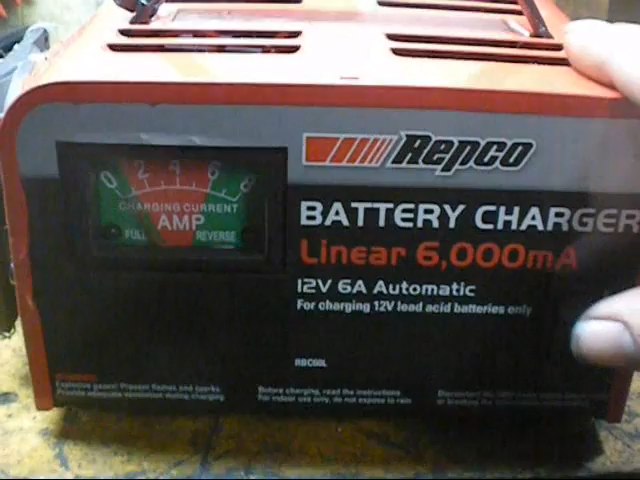 0 2 4 6 8
CHARGING CURRENT
AMP
FULL REVERSE
Repco
BATTERY CHARGER
Linear 6,000mA
12V 6A Automatic
For charging 12V lead acid batteries only
RBC60L
Explosive gases! Prevent flames and sparks.
Provide adequate ventilation during charging
Before charging, read the instructions
For indoor use only, do not expose to rain